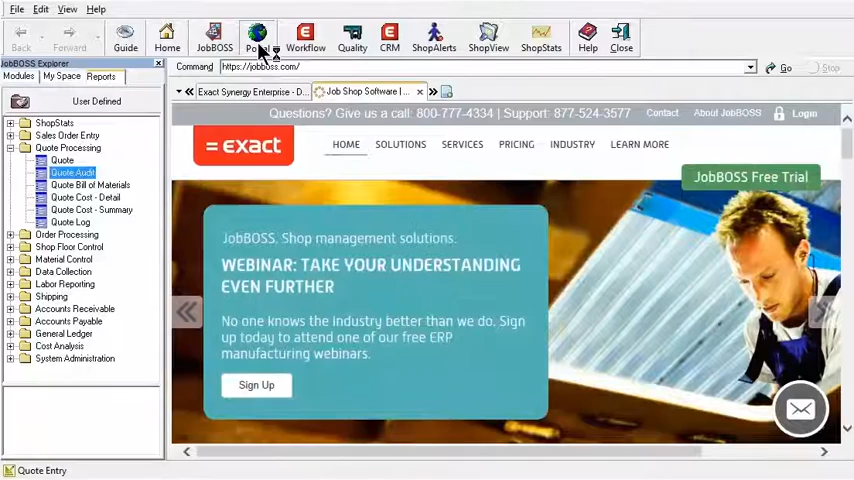 File Edit View Help
Back Forward Guide Home JobBOSS Workflow Quality CRM ShopAlerts ShopView ShopStats Help Close
JobBOSS Explorer
Command https://jobboss.com/ Go Stop
Modules My Space Reports
Exact Synergy Enterprise - D... Job Shop Software | ...
User Defined
Questions? Give us a call: 800-777-4334 | Support: 877-524-3577 Contact About JobBOSS Login
ShopStats
Sales Order Entry
Quote Processing
Quote
Quote Audit
Quote Bill of Materials
Quote Cost - Detail
Quote Cost - Summary
Quote Log
Order Processing
Shop Floor Control
Material Control
Data Collection
Labor Reporting
Shipping
Accounts Receivable
Accounts Payable
General Ledger
Cost Analysis
System Administration
= exact
HOME SOLUTIONS SERVICES PRICING INDUSTRY LEARN MORE
JobBOSS Free Trial
JobBOSS. Shop management solutions.
WEBINAR: TAKE YOUR UNDERSTANDING
EVEN FURTHER
No one knows the industry better than we do. Sign
up today to attend one of our free ERP
manufacturing webinars.
Sign Up
Quote Entry